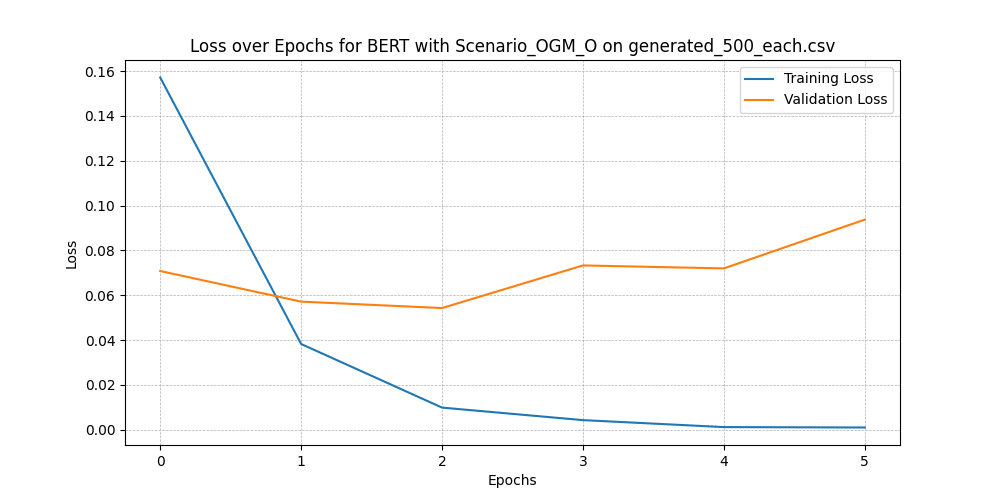 Loss over Epochs for BERT with Scenario_OGM_O on generated_500_each.csv
Training Loss
Validation Loss
0.16
0.14
0.12
0.10
0.08
0.06
0.04
0.02
0.00
Loss
0 1 2 3 4 5
Epochs